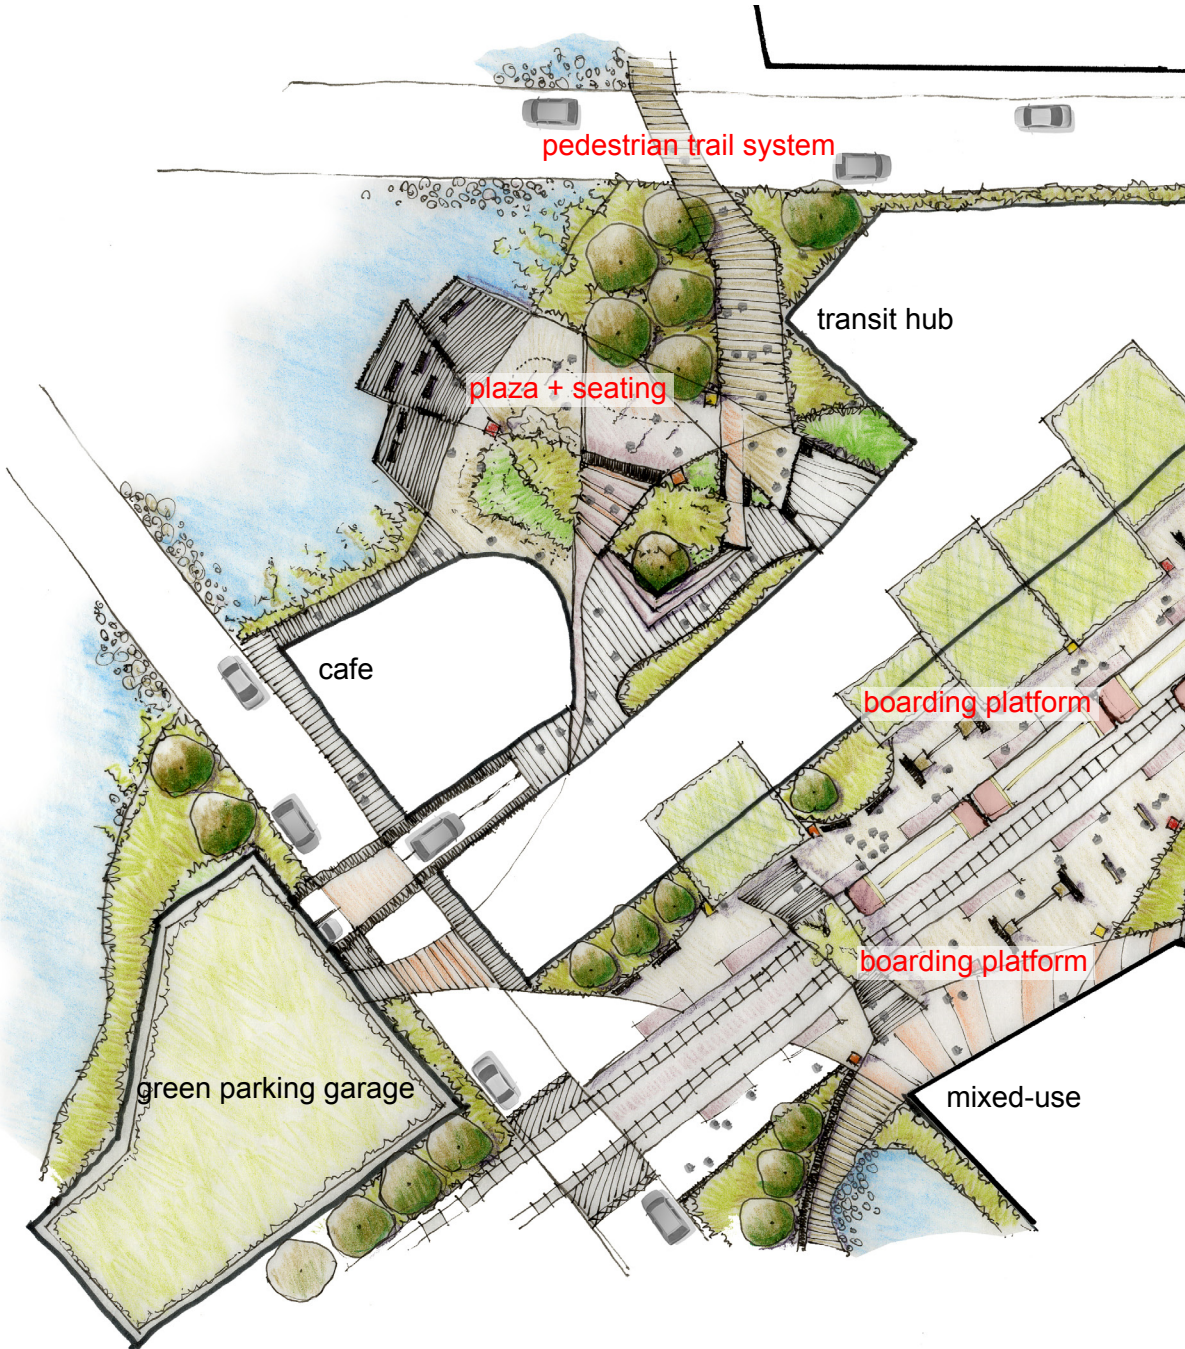 pedestrian trail system
transit hub
plaza + seating
cafe
boarding platform
boarding platform
green parking garage
mixed-use